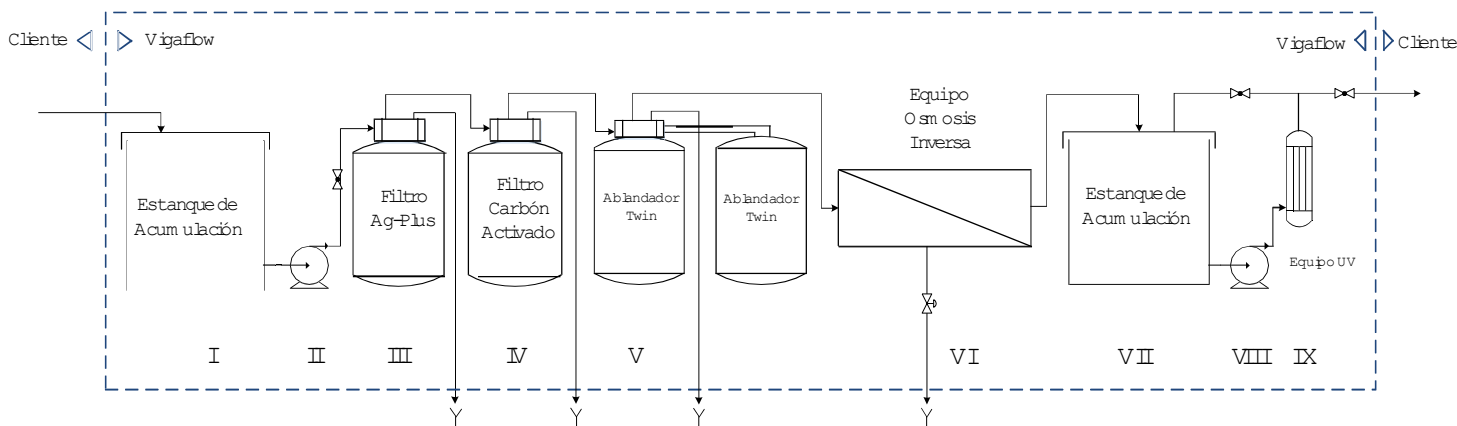 Cliente
Vigaflow
Vigaflow
Cliente
Estanque de
Acumulación
Filtro
Ag-Plus
Filtro
Carbón
Activado
Ablandador
Twin
Ablandador
Twin
Equipo
Osmosis
Inversa
Estanque de
Acumulación
Equipo UV
I
II
III
IV
V
VI
VII
VIII
IX